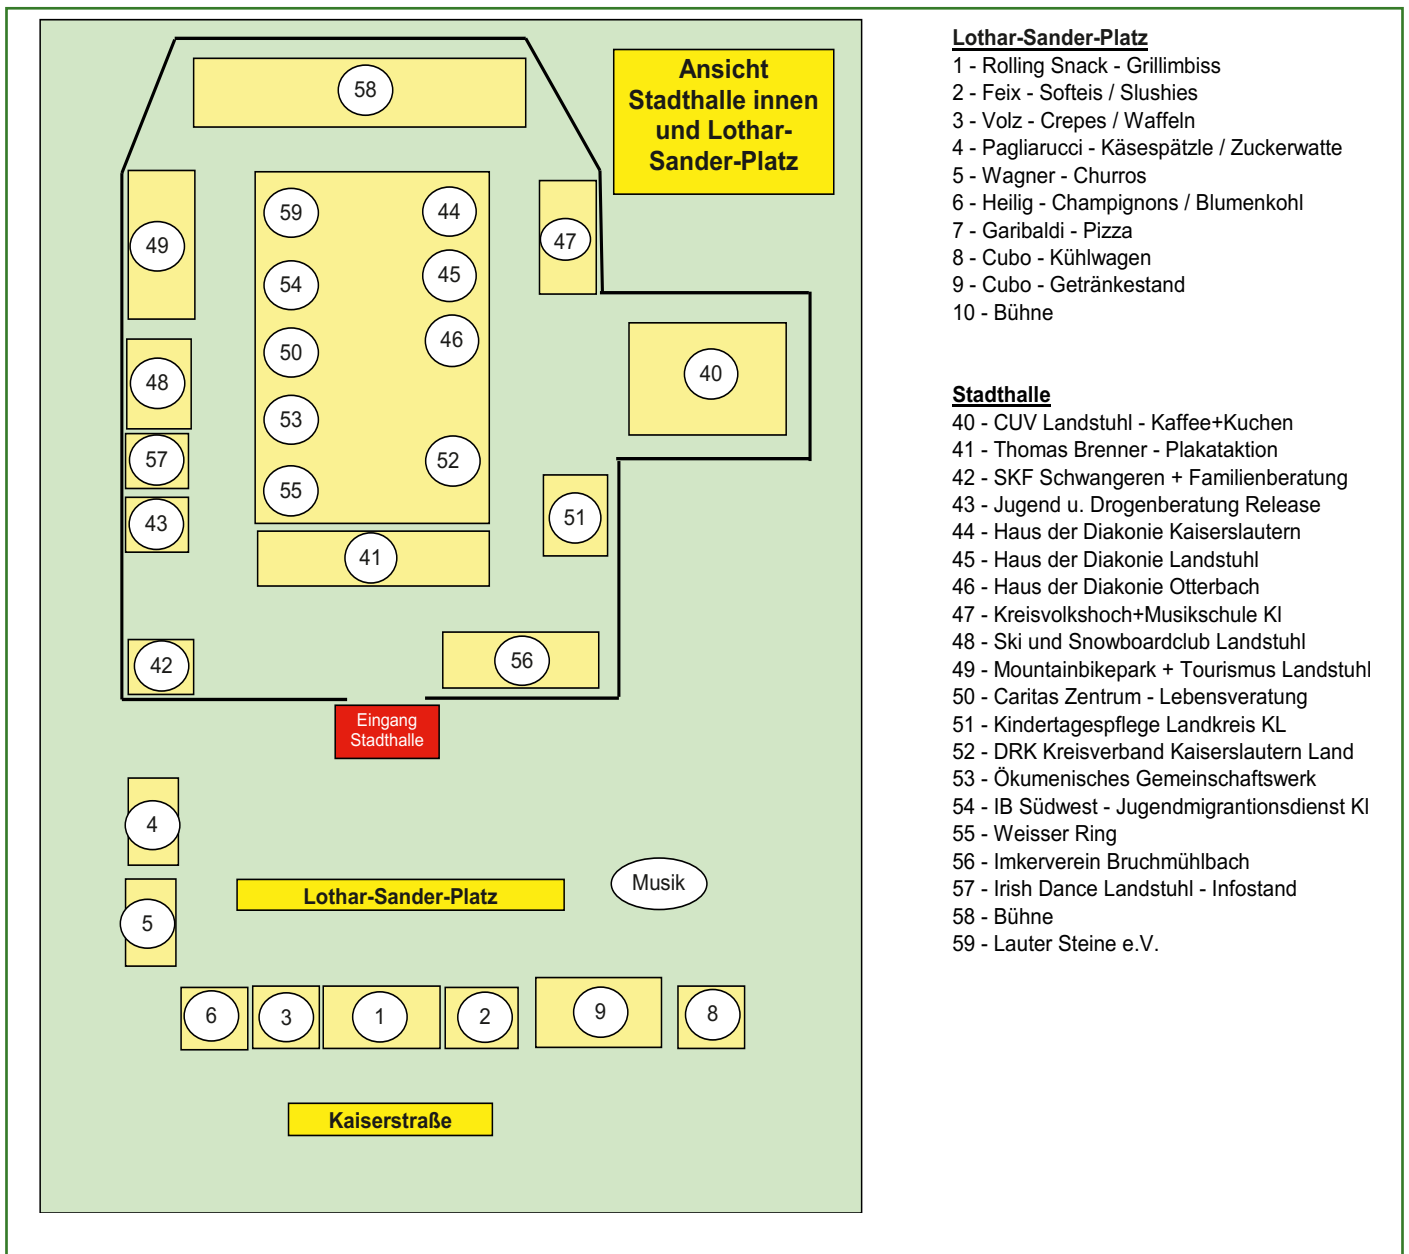 Ansicht
Stadthalle innen
und Lothar-
Sander-Platz
58
59
44
47
49
54
45
50
46
40
48
53
57
52
55
43
51
41
42
56
Eingang
Stadthalle
4
Lothar-Sander-Platz
Musik
5
6
3
1
2
9
8
Kaiserstraße
Lothar-Sander-Platz
1 - Rolling Snack - Grillimbiss
2 - Feix - Softeis / Slushies
3 - Volz - Crepes / Waffeln
4 - Pagliarucci - Käsespätzle / Zuckerwatte
5 - Wagner - Churros
6 - Heilig - Champignons / Blumenkohl
7 - Garibaldi - Pizza
8 - Cubo - Kühlwagen
9 - Cubo - Getränkestand
10 - Bühne
Stadthalle
40 - CUV Landstuhl - Kaffee+Kuchen
41 - Thomas Brenner - Plakataktion
42 - SKF Schwangeren + Familienberatung
43 - Jugend u. Drogenberatung Release
44 - Haus der Diakonie Kaiserslautern
45 - Haus der Diakonie Landstuhl
46 - Haus der Diakonie Otterbach
47 - Kreisvolkshoch+Musikschule Kl
48 - Ski und Snowboardclub Landstuhl
49 - Mountainbikepark + Tourismus Landstuhl
50 - Caritas Zentrum - Lebensveratung
51 - Kindertagespflege Landkreis KL
52 - DRK Kreisverband Kaiserslautern Land
53 - Ökumenisches Gemeinschaftswerk
54 - IB Südwest - Jugendmigrantionsdienst Kl
55 - Weisser Ring
56 - Imkerverein Bruchmühlbach
57 - Irish Dance Landstuhl - Infostand
58 - Bühne
59 - Lauter Steine e.V.